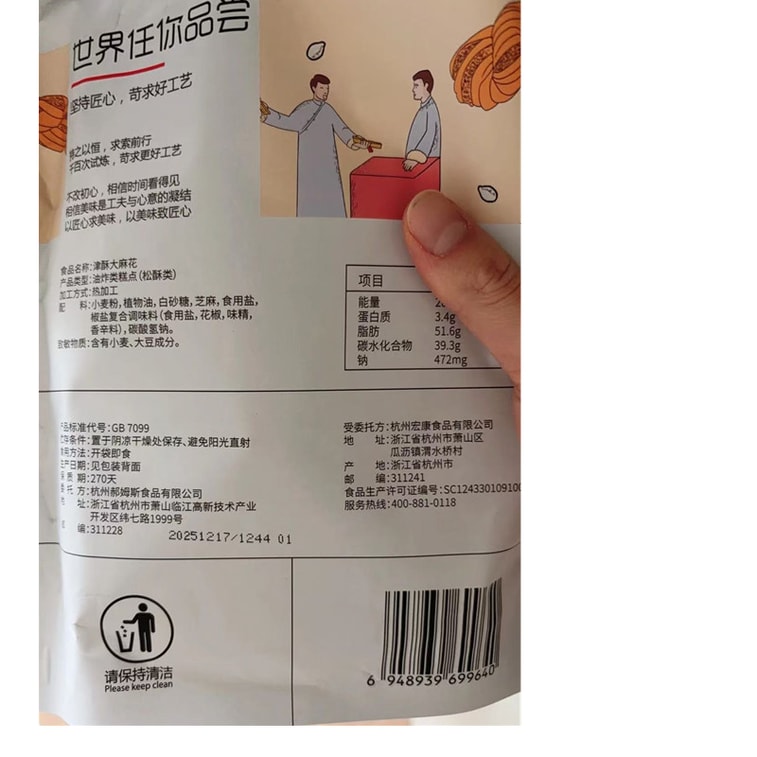 世界任你品尝
坚持匠心，苛求好工艺
持之以恒，求索前行
千百次试炼，苛求更好工艺
不改初心，相信时间看得见
相信美味是工夫与心意的凝结
以匠心求美味，以美味致匠心
食品名称：津酥大麻花
产品类型：油炸类糕点（松酥类）
加工方式：热加工
配 料：小麦粉，植物油，白砂糖，芝麻，食用盐，
椒盐复合调味料（食用盐，花椒，味精，
香辛料），碳酸氢钠。
致敏物质：含有小麦、大豆成分。
项目
能量
蛋白质 3.4g
脂肪 51.6g
碳水化合物 39.3g
钠 472mg
产品标准代号：GB 7099
贮存条件：置于阴凉干燥处保存、避免阳光直射
食用方法：开袋即食
生产日期：见包装背面
保 质 期：270天
委 托 方：杭州郝姆斯食品有限公司
地 址：浙江省杭州市萧山临江高新技术产业
开发区纬七路1999号
邮 编：311228
20251217/1244 01
受委托方：杭州宏康食品有限公司
地 址：浙江省杭州市萧山区
瓜沥镇渭水桥村
产 地：浙江省杭州市
邮 编：311241
食品生产许可证编号：SC124330109100
服务热线：400-881-0118
请保持清洁
Please keep clean
6 948939 699640